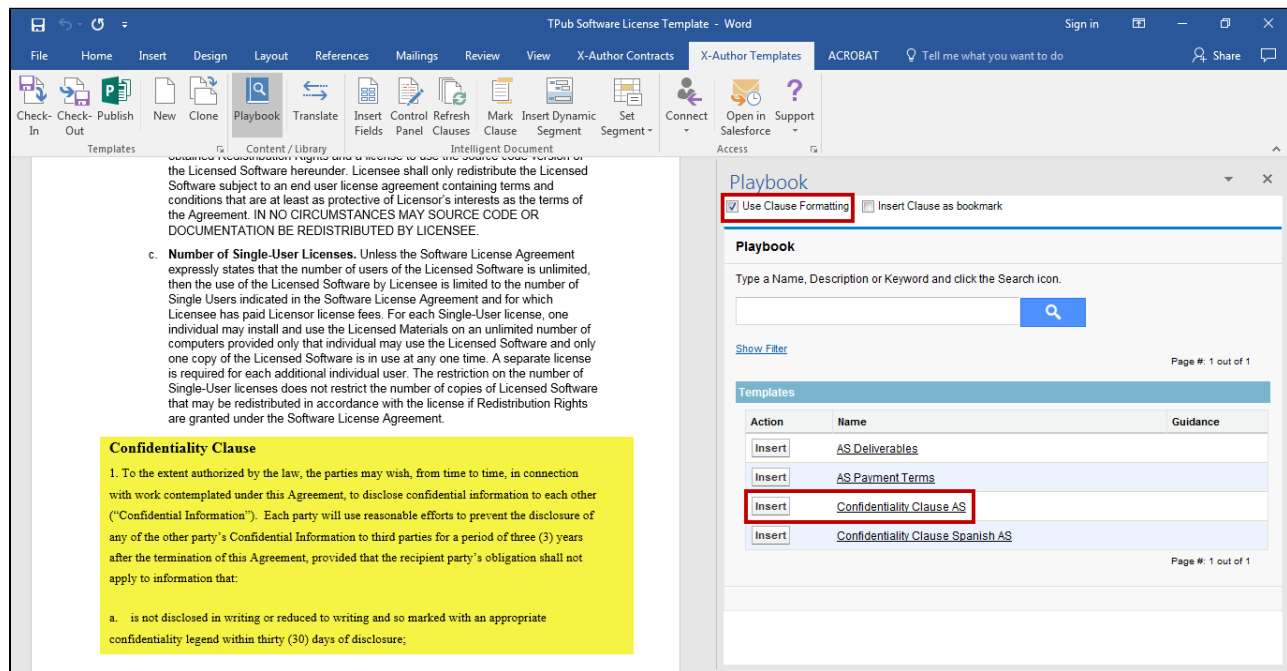 TPub Software License Template - Word
Sign in
File Home Insert Design Layout References Mailings Review View X-Author Contracts X-Author Templates ACROBAT Tell me what you want to do Share
Check-In Check-Out Publish New Clone Playbook Translate Insert Fields Control Panel Refresh Clauses Mark Clause Insert Dynamic Segment Set Segment Connect Open in Salesforce Support
Templates Content / Library Intelligent Document Access
obtained Redistribution Rights and a license to use the source code version of
the Licensed Software hereunder. Licensee shall only redistribute the Licensed
Software subject to an end user license agreement containing terms and
conditions that are at least as protective of Licensor's interests as the terms of
the Agreement. IN NO CIRCUMSTANCES MAY SOURCE CODE OR
DOCUMENTATION BE REDISTRIBUTED BY LICENSEE.
c. Number of Single-User Licenses. Unless the Software License Agreement
expressly states that the number of users of the Licensed Software is unlimited,
then the use of the Licensed Software by Licensee is limited to the number of
Single Users indicated in the Software License Agreement and for which
Licensee has paid Licensor license fees. For each Single-User license, one
individual may install and use the Licensed Materials on an unlimited number of
computers provided only that individual may use the Licensed Software and only
one copy of the Licensed Software is in use at any one time. A separate license
is required for each additional individual user. The restriction on the number of
Single-User licenses does not restrict the number of copies of Licensed Software
that may be redistributed in accordance with the license if Redistribution Rights
are granted under the Software License Agreement.
Confidentiality Clause
1. To the extent authorized by the law, the parties may wish, from time to time, in connection
with work contemplated under this Agreement, to disclose confidential information to each other
("Confidential Information"). Each party will use reasonable efforts to prevent the disclosure of
any of the other party's Confidential Information to third parties for a period of three (3) years
after the termination of this Agreement, provided that the recipient party's obligation shall not
apply to information that:
a. is not disclosed in writing or reduced to writing and so marked with an appropriate
confidentiality legend within thirty (30) days of disclosure;
Playbook
Use Clause Formatting Insert Clause as bookmark
Playbook
Type a Name, Description or Keyword and click the Search icon.
Show Filter
Page #: 1 out of 1
Templates
Action Name Guidance
Insert AS Deliverables
Insert AS Payment Terms
Insert Confidentiality Clause AS
Insert Confidentiality Clause Spanish AS
Page #: 1 out of 1